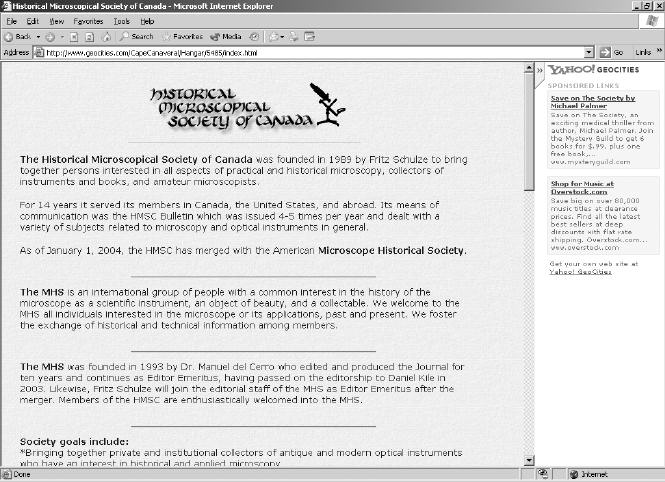 Historical Microscopical Society of Canada - Microsoft Internet Explorer
File Edit View Favorites Tools Help
Back Search Favorites Media
Address http://www.geocities.com/CapeCanaveral/Hangar/5485/index.html Go Links »
HISTORICAL
MICROSCOPICAL
SOCIETY OF CANADA
The Historical Microscopical Society of Canada was founded in 1989 by Fritz Schulze to bring
together persons interested in all aspects of practical and historical microscopy, collectors of
instruments and books, and amateur microscopists.
For 14 years it served its members in Canada, the United States, and abroad. Its means of
communication was the HMSC Bulletin which was issued 4-5 times per year and dealt with a
variety of subjects related to microscopy and optical instruments in general.
As of January 1, 2004, the HMSC has merged with the American Microscope Historical Society.
The MHS is an international group of people with a common interest in the history of the
microscope as a scientific instrument, an object of beauty, and a collectable. We welcome to the
MHS all individuals interested in the microscope or its applications, past and present. We foster
the exchange of historical and technical information among members.
The MHS was founded in 1993 by Dr. Manuel del Cerro who edited and produced the Journal for
ten years and continues as Editor Emeritus, having passed on the editorship to Daniel Kile in
2003. Likewise, Fritz Schulze will join the editorial staff of the MHS as Editor Emeritus after the
merger. Members of the HMSC are enthusiastically welcomed into the MHS.
Society goals include:
*Bringing together private and institutional collectors of antique and modern optical instruments
who have an interest in historical and applied microscopy
» YAHOO! GEOCITIES
SPONSORED LINKS
Save on The Society by
Michael Palmer
Save on The Society, an
exciting medical thriller from
author, Michael Palmer. Join
the Mystery Guild to get 6
books for $.99, plus one
free book,...
www.mysteryguild.com
Shop for Music at
Overstock.com
Save big on over 80,000
music titles at clearance
prices. Find all the latest
best sellers at deep
discounts with flat rate
shipping. Overstock.com...
www.overstock.com
Get your own web site at
Yahoo! GeoCities
Done Internet